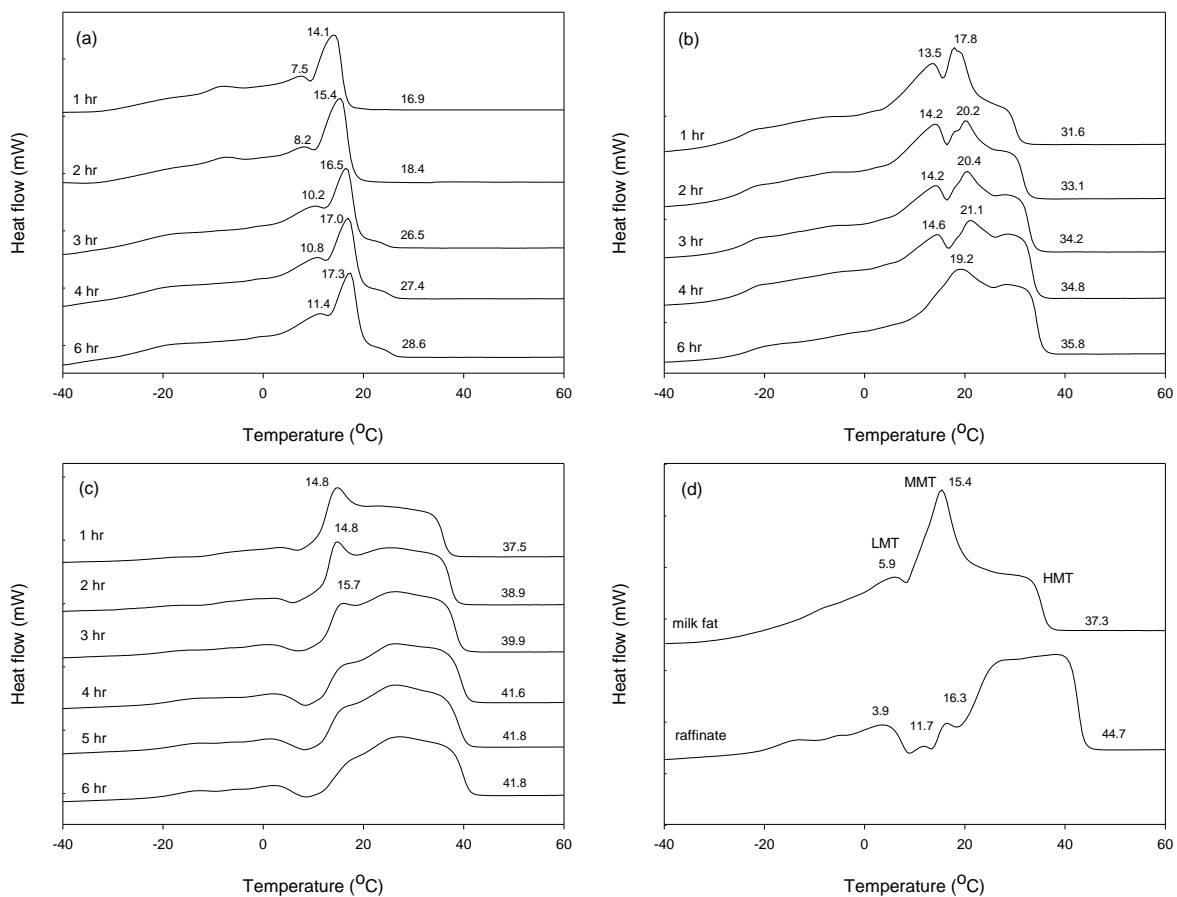 (a)
14.1
7.5
1 hr
16.9
15.4
8.2
2 hr
18.4
16.5
10.2
3 hr
26.5
17.0
10.8
4 hr
27.4
17.3
11.4
6 hr
28.6
-40 -20 0 20 40 60
Temperature (OC)
Heat flow (mW)
(b)
17.8
13.5
1 hr
31.6
20.2
14.2
2 hr
33.1
20.4
14.2
3 hr
34.2
21.1
14.6
4 hr
34.8
19.2
6 hr
35.8
-40 -20 0 20 40 60
Temperature (OC)
Heat flow (mW)
(c)
14.8
1 hr
37.5
14.8
2 hr
38.9
15.7
3 hr
39.9
4 hr
41.6
5 hr
41.8
6 hr
41.8
-40 -20 0 20 40 60
Temperature (OC)
Heat flow (mW)
(d)
MMT 15.4
LMT
5.9
HMT
milk fat
37.3
16.3
3.9
11.7
raffinate
44.7
-40 -20 0 20 40 60
Temperature (OC)
Heat flow (mW)